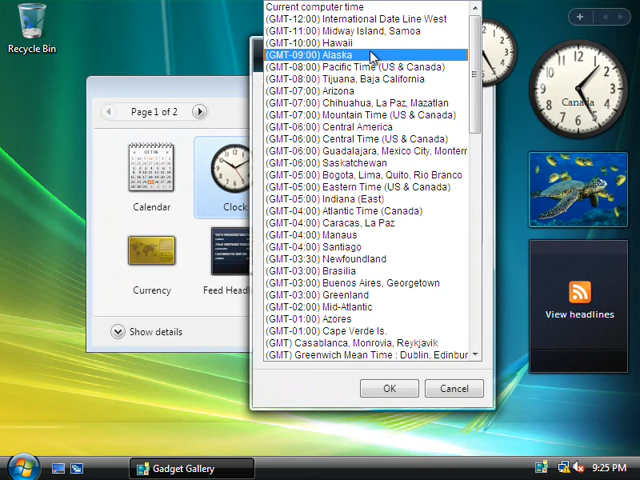 Recycle Bin
Page 1 of 2
Calendar
Clock
Currency
Feed Headl
Show details
Current computer time
(GMT-12:00) International Date Line West
(GMT-11:00) Midway Island, Samoa
(GMT-10:00) Hawaii
(GMT-09:00) Alaska
(GMT-08:00) Pacific Time (US & Canada)
(GMT-08:00) Tijuana, Baja California
(GMT-07:00) Arizona
(GMT-07:00) Chihuahua, La Paz, Mazatlan
(GMT-07:00) Mountain Time (US & Canada)
(GMT-06:00) Central America
(GMT-06:00) Central Time (US & Canada)
(GMT-06:00) Guadalajara, Mexico City, Monterr
(GMT-06:00) Saskatchewan
(GMT-05:00) Bogota, Lima, Quito, Rio Branco
(GMT-05:00) Eastern Time (US & Canada)
(GMT-05:00) Indiana (East)
(GMT-04:00) Atlantic Time (Canada)
(GMT-04:00) Caracas, La Paz
(GMT-04:00) Manaus
(GMT-04:00) Santiago
(GMT-03:30) Newfoundland
(GMT-03:00) Brasilia
(GMT-03:00) Buenos Aires, Georgetown
(GMT-03:00) Greenland
(GMT-02:00) Mid-Atlantic
(GMT-01:00) Azores
(GMT-01:00) Cape Verde Is.
(GMT) Casablanca, Monrovia, Reykjavik
(GMT) Greenwich Mean Time : Dublin, Edinbur
OK
Cancel
Canada
View headlines
Gadget Gallery
9:25 PM